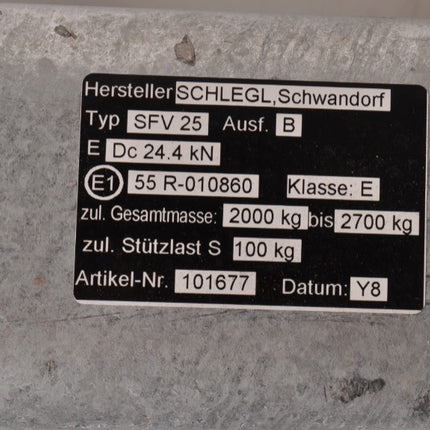 Hersteller SCHLEGL,Schwandorf
Typ SFV 25 Ausf. B
E Dc 24.4 kN
E1 55 R-010860 Klasse: E
zul. Gesamtmasse: 2000 kg bis 2700 kg
zul. Stützlast S 100 kg
Artikel-Nr. 101677 Datum: Y8